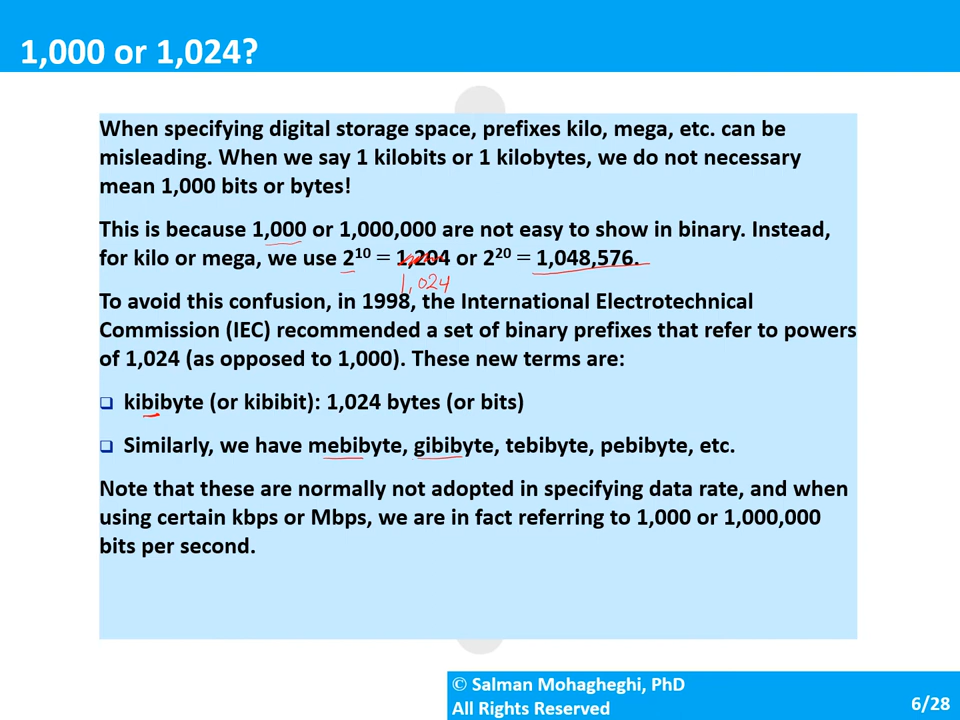 1,000 or 1,024?
When specifying digital storage space, prefixes kilo, mega, etc. can be
misleading. When we say 1 kilobits or 1 kilobytes, we do not necessary
mean 1,000 bits or bytes!
This is because 1,000 or 1,000,000 are not easy to show in binary. Instead,
for kilo or mega, we use 2¹⁰ = 1,204 or 2²⁰ = 1,048,576.
1,024
To avoid this confusion, in 1998, the International Electrotechnical
Commission (IEC) recommended a set of binary prefixes that refer to powers
of 1,024 (as opposed to 1,000). These new terms are:
❑ kibibyte (or kibibit): 1,024 bytes (or bits)
❑ Similarly, we have mebibyte, gibibyte, tebibyte, pebibyte, etc.
Note that these are normally not adopted in specifying data rate, and when
using certain kbps or Mbps, we are in fact referring to 1,000 or 1,000,000
bits per second.
© Salman Mohagheghi, PhD
All Rights Reserved
6/28